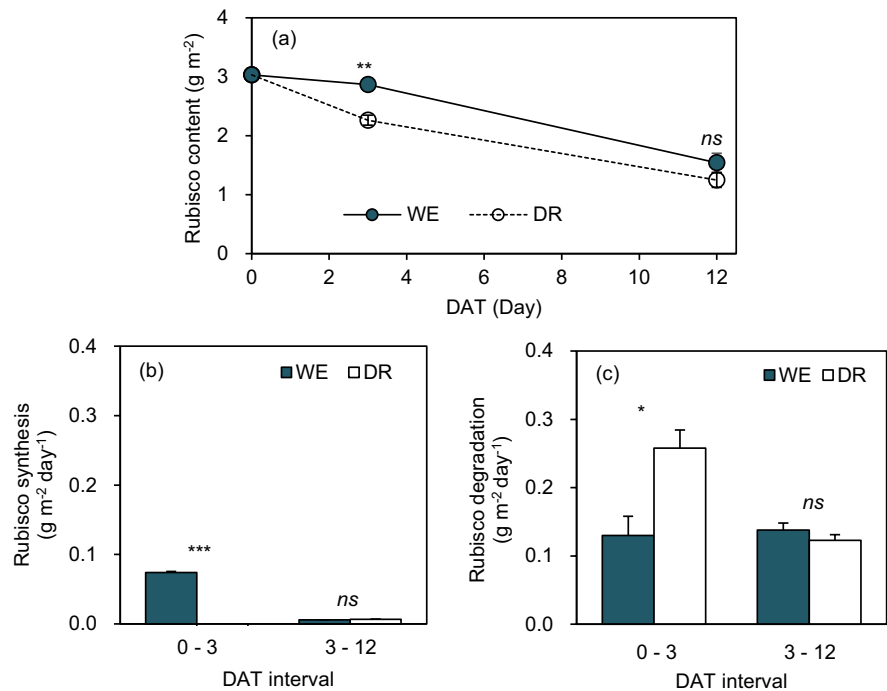 (a)
Rubisco content (g m⁻²)
4
3
2
1
0
**
ns
WE
DR
0 2 4 6 8 10 12
DAT (Day)
(b)
WE DR
Rubisco synthesis
(g m⁻² day⁻¹)
0.4
0.3
0.2
0.1
0.0
***
ns
0 - 3 3 - 12
DAT interval
(c)
WE DR
Rubisco degradation
(g m⁻² day⁻¹)
0.4
0.3
0.2
0.1
0.0
*
ns
0 - 3 3 - 12
DAT interval